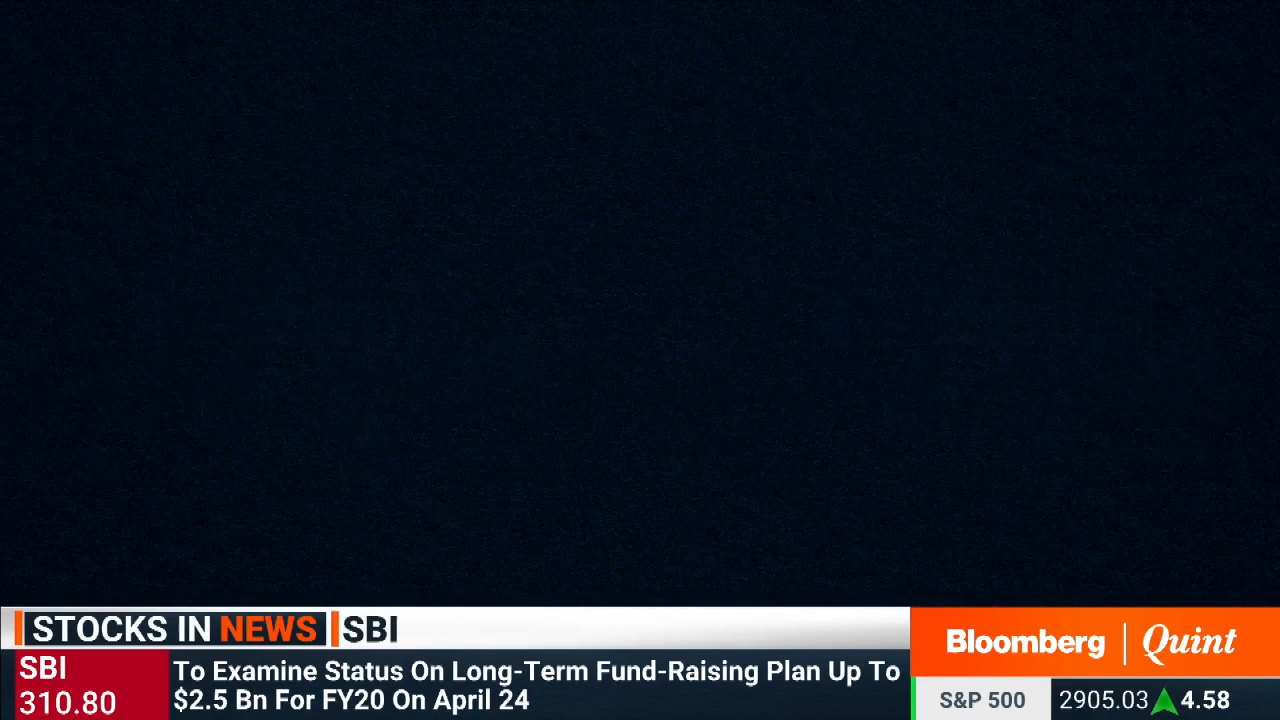 STOCKS IN NEWS SBI
Bloomberg | Quint
SBI
310.80
To Examine Status On Long-Term Fund-Raising Plan Up To
$2.5 Bn For FY20 On April 24
S&P 500 2905.03 4.58